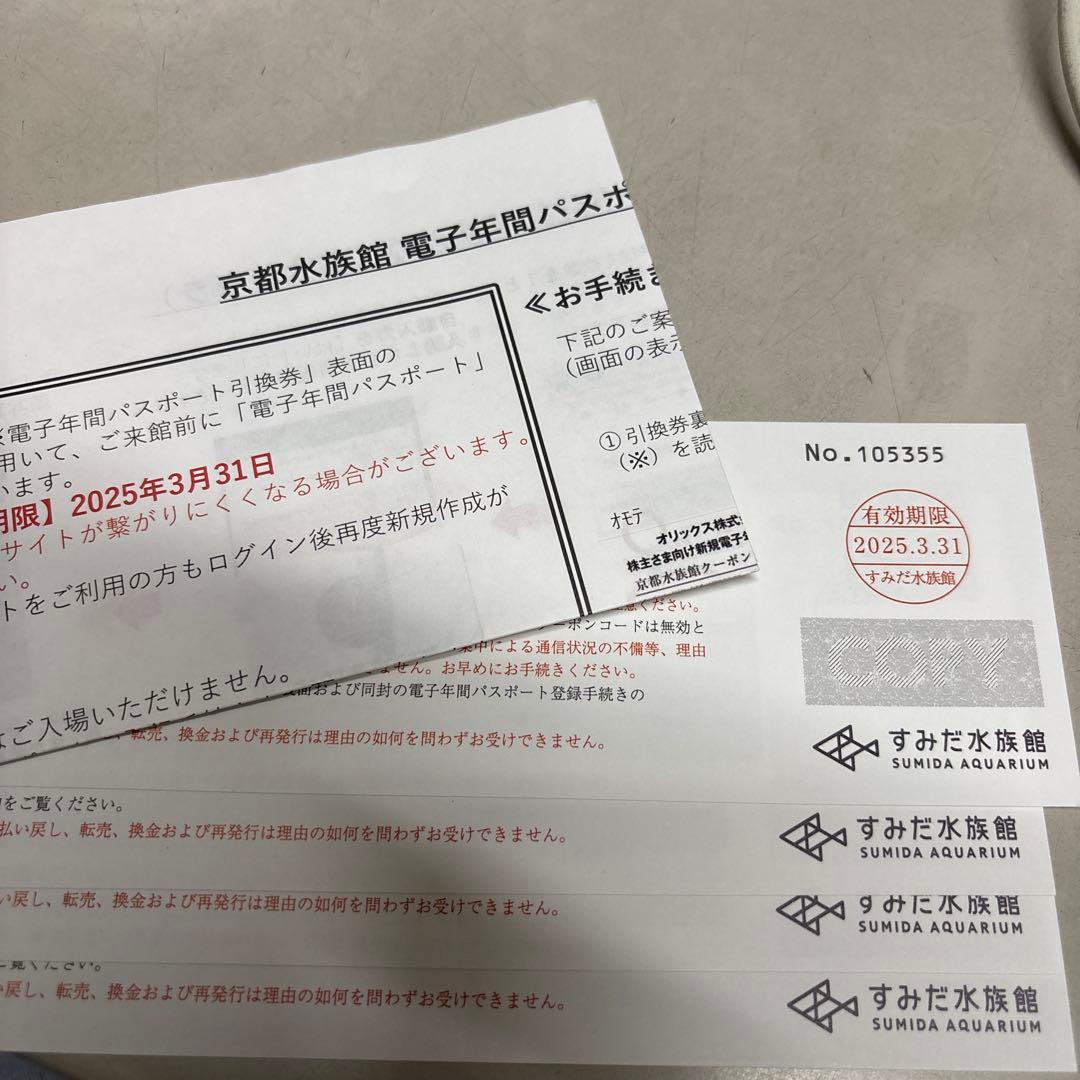 京都水族館 電子年間パスポ
電子年間パスポート引換券」表面の
用いて、ご来館前に「電子年間パスポート」
います。
限】2025年3月31日
サイトが繋がりにくくなる場合がございます。
い。
トをご利用の方もログイン後再度新規作成が
はご入場いただけません。
≪お手続き
下記のご案
（画面の表示
①引換券裏
（※）を読
オモテ
オリックス株式
株主さま向け新規電子
京都水族館クーポン
No.105355
有効期限
2025.3.31
すみだ水族館
COPY
ください。
ーポンコードは無効と
中による通信状況の不備等、理由
ません。お早めにお手続きください。
面および同封の電子年間パスポート登録手続きの
転売、換金および再発行は理由の如何を問わずお受けできません。
すみだ水族館
SUMIDA AQUARIUM
をご覧ください。
払い戻し、転売、換金および再発行は理由の如何を問わずお受けできません。
すみだ水族館
SUMIDA AQUARIUM
い戻し、転売、換金および再発行は理由の如何を問わずお受けできません。
すみだ水族館
SUMIDA AQUARIUM
ご覧ください。
い戻し、転売、換金および再発行は理由の如何を問わずお受けできません。
すみだ水族館
SUMIDA AQUARIUM